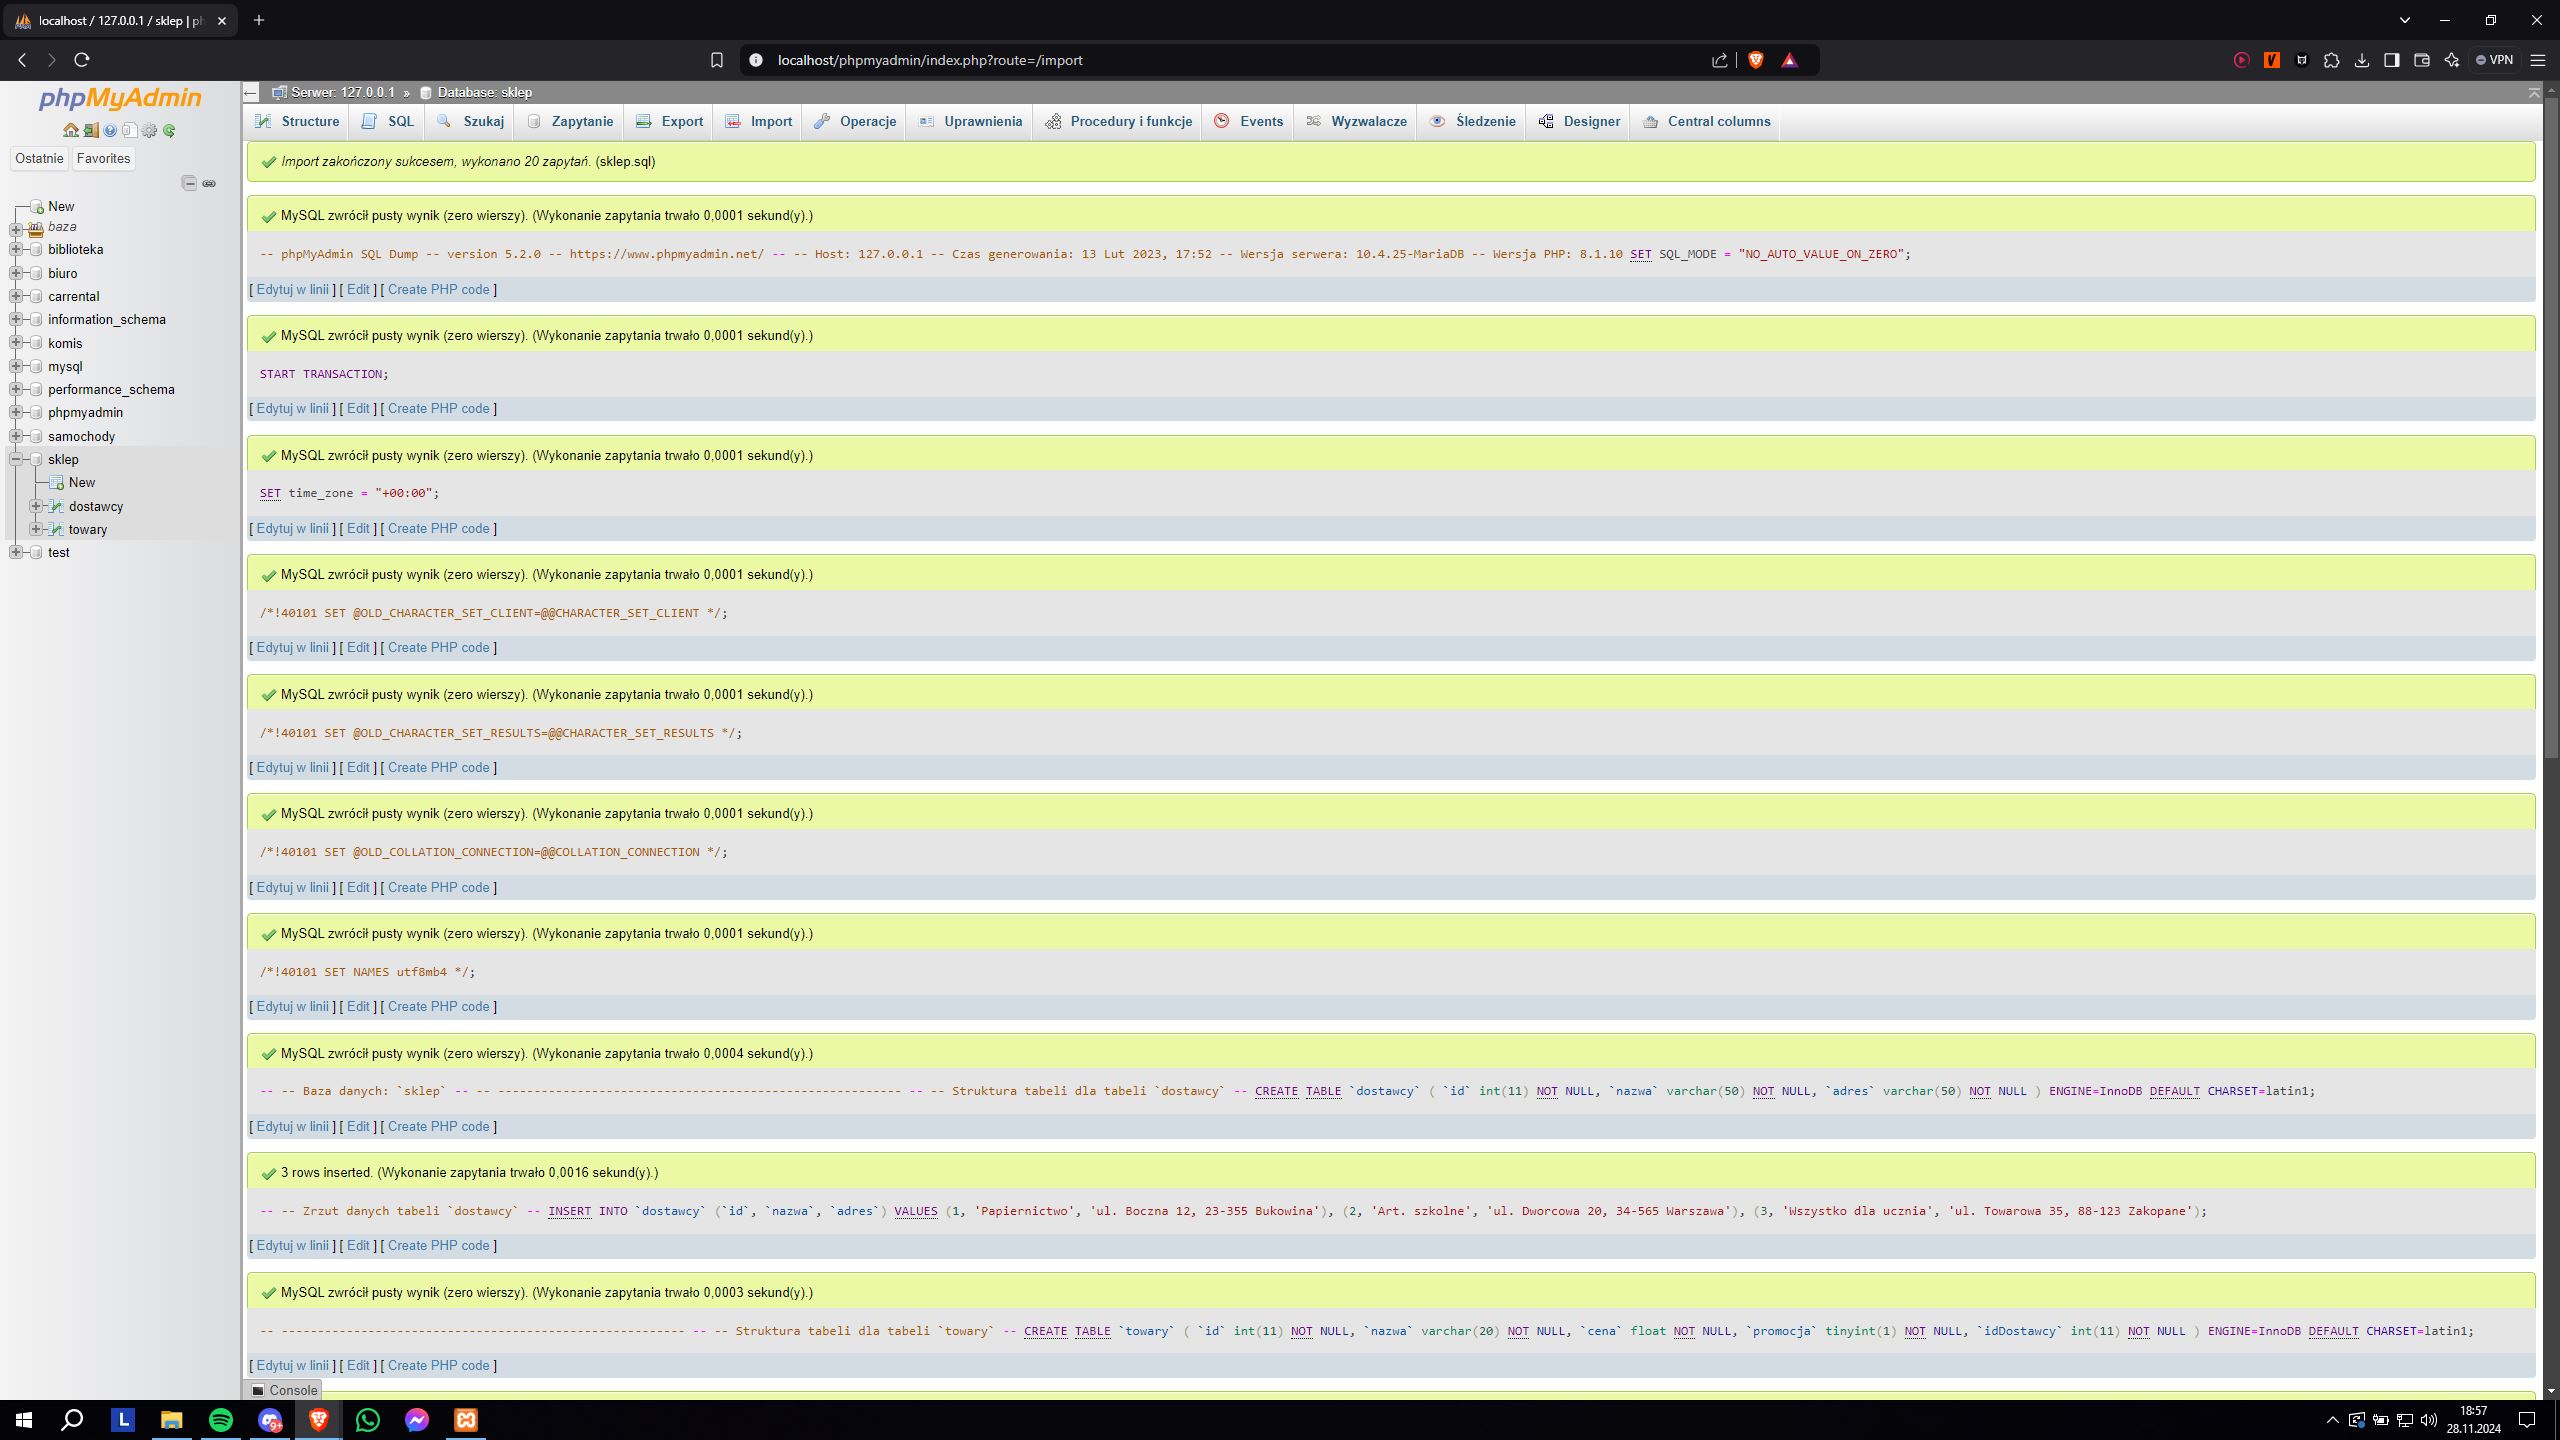 localhost / 127.0.0.1 / sklep | ph
localhost/phpmyadmin/index.php?route=/import
VPN
phpMyAdmin
Ostatnie Favorites
New
baza
biblioteka
biuro
carrental
information_schema
komis
mysql
performance_schema
phpmyadmin
samochody
sklep
New
dostawcy
towary
test
Serwer: 127.0.0.1 » Database: sklep
Structure SQL Szukaj Zapytanie Export Import Operacje Uprawnienia Procedury i funkcje Events Wyzwalacze Śledzenie Designer Central columns
Import zakończony sukcesem, wykonano 20 zapytań. (sklep.sql)
MySQL zwrócił pusty wynik (zero wierszy). (Wykonanie zapytania trwało 0,0001 sekund(y).)
-- phpMyAdmin SQL Dump -- version 5.2.0 -- https://www.phpmyadmin.net/ -- -- Host: 127.0.0.1 -- Czas generowania: 13 Lut 2023, 17:52 -- Wersja serwera: 10.4.25-MariaDB -- Wersja PHP: 8.1.10 SET SQL_MODE = "NO_AUTO_VALUE_ON_ZERO";
[ Edytuj w linii ] [ Edit ] [ Create PHP code ]
MySQL zwrócił pusty wynik (zero wierszy). (Wykonanie zapytania trwało 0,0001 sekund(y).)
START TRANSACTION;
[ Edytuj w linii ] [ Edit ] [ Create PHP code ]
MySQL zwrócił pusty wynik (zero wierszy). (Wykonanie zapytania trwało 0,0001 sekund(y).)
SET time_zone = "+00:00";
[ Edytuj w linii ] [ Edit ] [ Create PHP code ]
MySQL zwrócił pusty wynik (zero wierszy). (Wykonanie zapytania trwało 0,0001 sekund(y).)
/*!40101 SET @OLD_CHARACTER_SET_CLIENT=@@CHARACTER_SET_CLIENT */;
[ Edytuj w linii ] [ Edit ] [ Create PHP code ]
MySQL zwrócił pusty wynik (zero wierszy). (Wykonanie zapytania trwało 0,0001 sekund(y).)
/*!40101 SET @OLD_CHARACTER_SET_RESULTS=@@CHARACTER_SET_RESULTS */;
[ Edytuj w linii ] [ Edit ] [ Create PHP code ]
MySQL zwrócił pusty wynik (zero wierszy). (Wykonanie zapytania trwało 0,0001 sekund(y).)
/*!40101 SET @OLD_COLLATION_CONNECTION=@@COLLATION_CONNECTION */;
[ Edytuj w linii ] [ Edit ] [ Create PHP code ]
MySQL zwrócił pusty wynik (zero wierszy). (Wykonanie zapytania trwało 0,0001 sekund(y).)
/*!40101 SET NAMES utf8mb4 */;
[ Edytuj w linii ] [ Edit ] [ Create PHP code ]
MySQL zwrócił pusty wynik (zero wierszy). (Wykonanie zapytania trwało 0,0004 sekund(y).)
-- -- Baza danych: `sklep` -- -- -------------------------------------------------------- -- -- Struktura tabeli dla tabeli `dostawcy` -- CREATE TABLE `dostawcy` ( `id` int(11) NOT NULL, `nazwa` varchar(50) NOT NULL, `adres` varchar(50) NOT NULL ) ENGINE=InnoDB DEFAULT CHARSET=latin1;
[ Edytuj w linii ] [ Edit ] [ Create PHP code ]
3 rows inserted. (Wykonanie zapytania trwało 0,0016 sekund(y).)
-- -- Zrzut danych tabeli `dostawcy` -- INSERT INTO `dostawcy` (`id`, `nazwa`, `adres`) VALUES (1, 'Papiernictwo', 'ul. Boczna 12, 23-355 Bukowina'), (2, 'Art. szkolne', 'ul. Dworcowa 20, 34-565 Warszawa'), (3, 'Wszystko dla ucznia', 'ul. Towarowa 35, 88-123 Zakopane');
[ Edytuj w linii ] [ Edit ] [ Create PHP code ]
MySQL zwrócił pusty wynik (zero wierszy). (Wykonanie zapytania trwało 0,0003 sekund(y).)
-- -------------------------------------------------------- -- -- Struktura tabeli dla tabeli `towary` -- CREATE TABLE `towary` ( `id` int(11) NOT NULL, `nazwa` varchar(20) NOT NULL, `cena` float NOT NULL, `promocja` tinyint(1) NOT NULL, `idDostawcy` int(11) NOT NULL ) ENGINE=InnoDB DEFAULT CHARSET=latin1;
[ Edytuj w linii ] [ Edit ] [ Create PHP code ]
Console
L
9+
18:57
28.11.2024